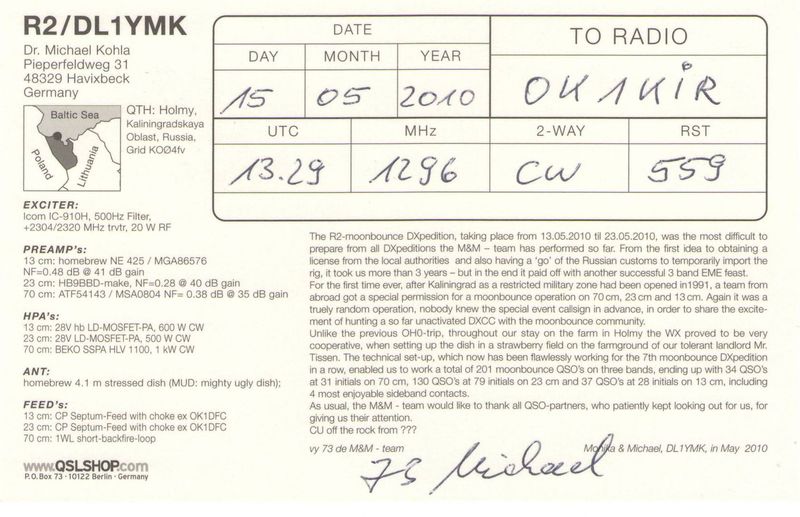 R2/DL1YMK
Dr. Michael Kohla
Pieperfeldweg 31
48329 Havixbeck
Germany
Baltic Sea
Poland
Lithuania
QTH: Holmy,
Kaliningradskaya
Oblast, Russia,
Grid KOØ4fv
DATE
TO RADIO
DAY
MONTH
YEAR
15
05
2010
OK1KIR
UTC
MHz
2-WAY
RST
13.29
1296
CW
559
EXCITER:
Icom IC-910H, 500Hz Filter,
+2304/2320 MHz trvtr, 20 W RF
PREAMP's:
13 cm: homebrew NE 425 / MGA86576
NF=0.48 dB @ 41 dB gain
23 cm: HB9BBD-make, NF=0.28 @ 40 dB gain
70 cm: ATF54143 / MSA0804 NF= 0.38 dB @ 35 dB gain
HPA's:
13 cm: 28V hb LD-MOSFET-PA, 600 W CW
23 cm: 28V LD-MOSFET-PA, 500 W CW
70 cm: BEKO SSPA HLV 1100, 1 kW CW
ANT:
homebrew 4.1 m stressed dish (MUD: mighty ugly dish);
FEED's:
13 cm: CP Septum-Feed with choke ex OK1DFC
23 cm: CP Septum-Feed with choke ex OK1DFC
70 cm: 1WL short-backfire-loop
www.QSLSHOP.com
P.O.Box 73 · 10122 Berlin · Germany
The R2-moonbounce DXpedition, taking place from 13.05.2010 til 23.05.2010, was the most difficult to
prepare from all DXpeditions the M&M - team has performed so far. From the first idea to obtaining a
license from the local authorities and also having a 'go' of the Russian customs to temporarily import the
rig, it took us more than 3 years – but in the end it paid off with another successful 3 band EME feast.
For the first time ever, after Kaliningrad as a restricted military zone had been opened in1991, a team from
abroad got a special permission for a moonbounce operation on 70 cm, 23 cm and 13 cm. Again it was a
truely random operation, nobody knew the special event callsign in advance, in order to share the excite-
ment of hunting a so far unactivated DXCC with the moonbounce community.
Unlike the previous OH0-trip, throughout our stay on the farm in Holmy the WX proved to be very
cooperative, when setting up the dish in a strawberry field on the farmground of our tolerant landlord Mr.
Tissen. The technical set-up, which now has been flawlessly working for the 7th moonbounce DXpedition
in a row, enabled us to work a total of 201 moonbounce QSO's on three bands, ending up with 34 QSO's
at 31 initials on 70 cm, 130 QSO's at 79 initials on 23 cm and 37 QSO's at 28 initials on 13 cm, including
4 most enjoyable sideband contacts.
As usual, the M&M - team would like to thank all QSO-partners, who patiently kept looking out for us, for
giving us their attention.
CU off the rock from ???
vy 73 de M&M - team
Monika & Michael, DL1YMK, in May 2010
73 Michael